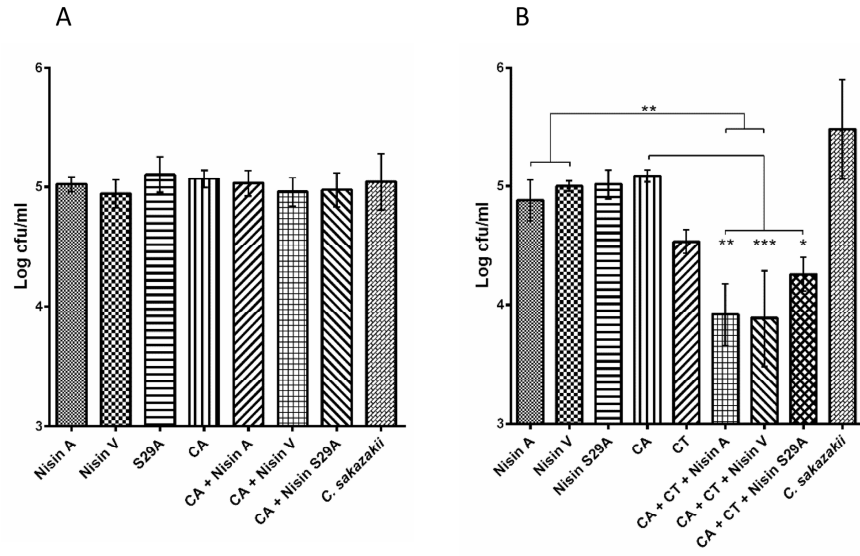 A
6
5
4
3
Log cfu/ml
Nisin A
Nisin V
S29A
CA
CA + Nisin A
CA + Nisin V
CA + Nisin S29A
C. sakazakii
B
6
5
4
3
Log cfu/ml
**
** *** *
Nisin A
Nisin V
Nisin S29A
CA
CT
CA + CT + Nisin A
CA + CT + Nisin V
CA + CT + Nisin S29A
C. sakazakii